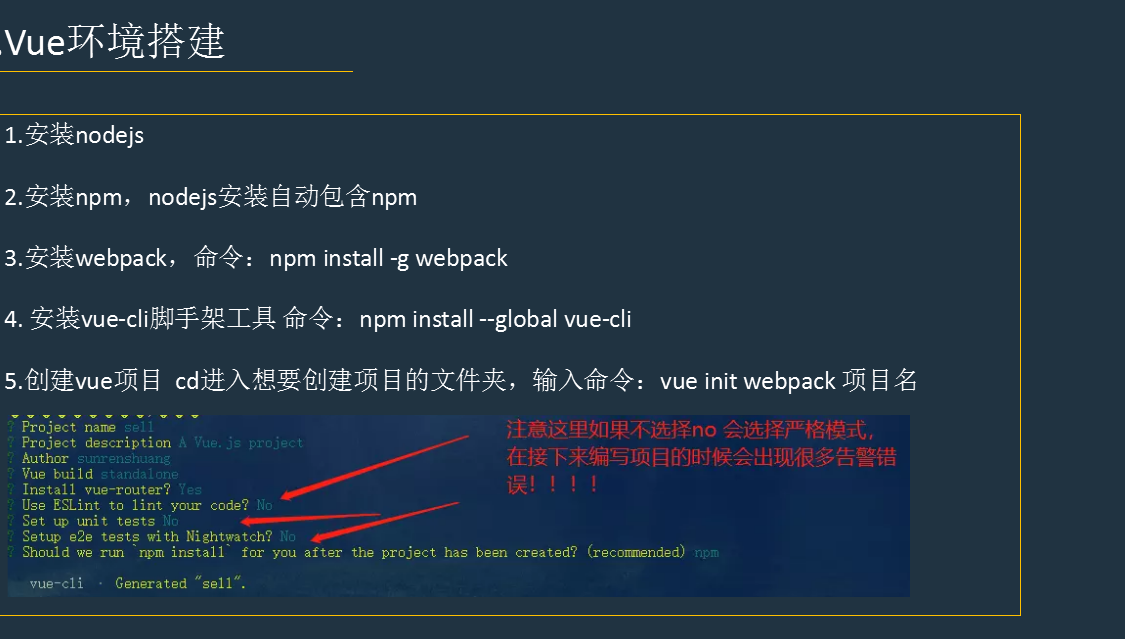 .Vue环境搭建
1.安装nodejs
2.安装npm，nodejs安装自动包含npm
3.安装webpack，命令：npm install -g webpack
4. 安装vue-cli脚手架工具 命令：npm install --global vue-cli
5.创建vue项目 cd进入想要创建项目的文件夹，输入命令：vue init webpack 项目名
? Project name sell
? Project description A Vue.js project
? Author sunrenshuang
? Vue build standalone
? Install vue-router? Yes
? Use ESLint to lint your code? No
? Set up unit tests No
? Setup e2e tests with Nightwatch? No
? Should we run `npm install` for you after the project has been created? (recommended) npm
vue-cli · Generated "sell".
注意这里如果不选择no 会选择严格模式，
在接下来编写项目的时候会出现很多告警错
误！！！！